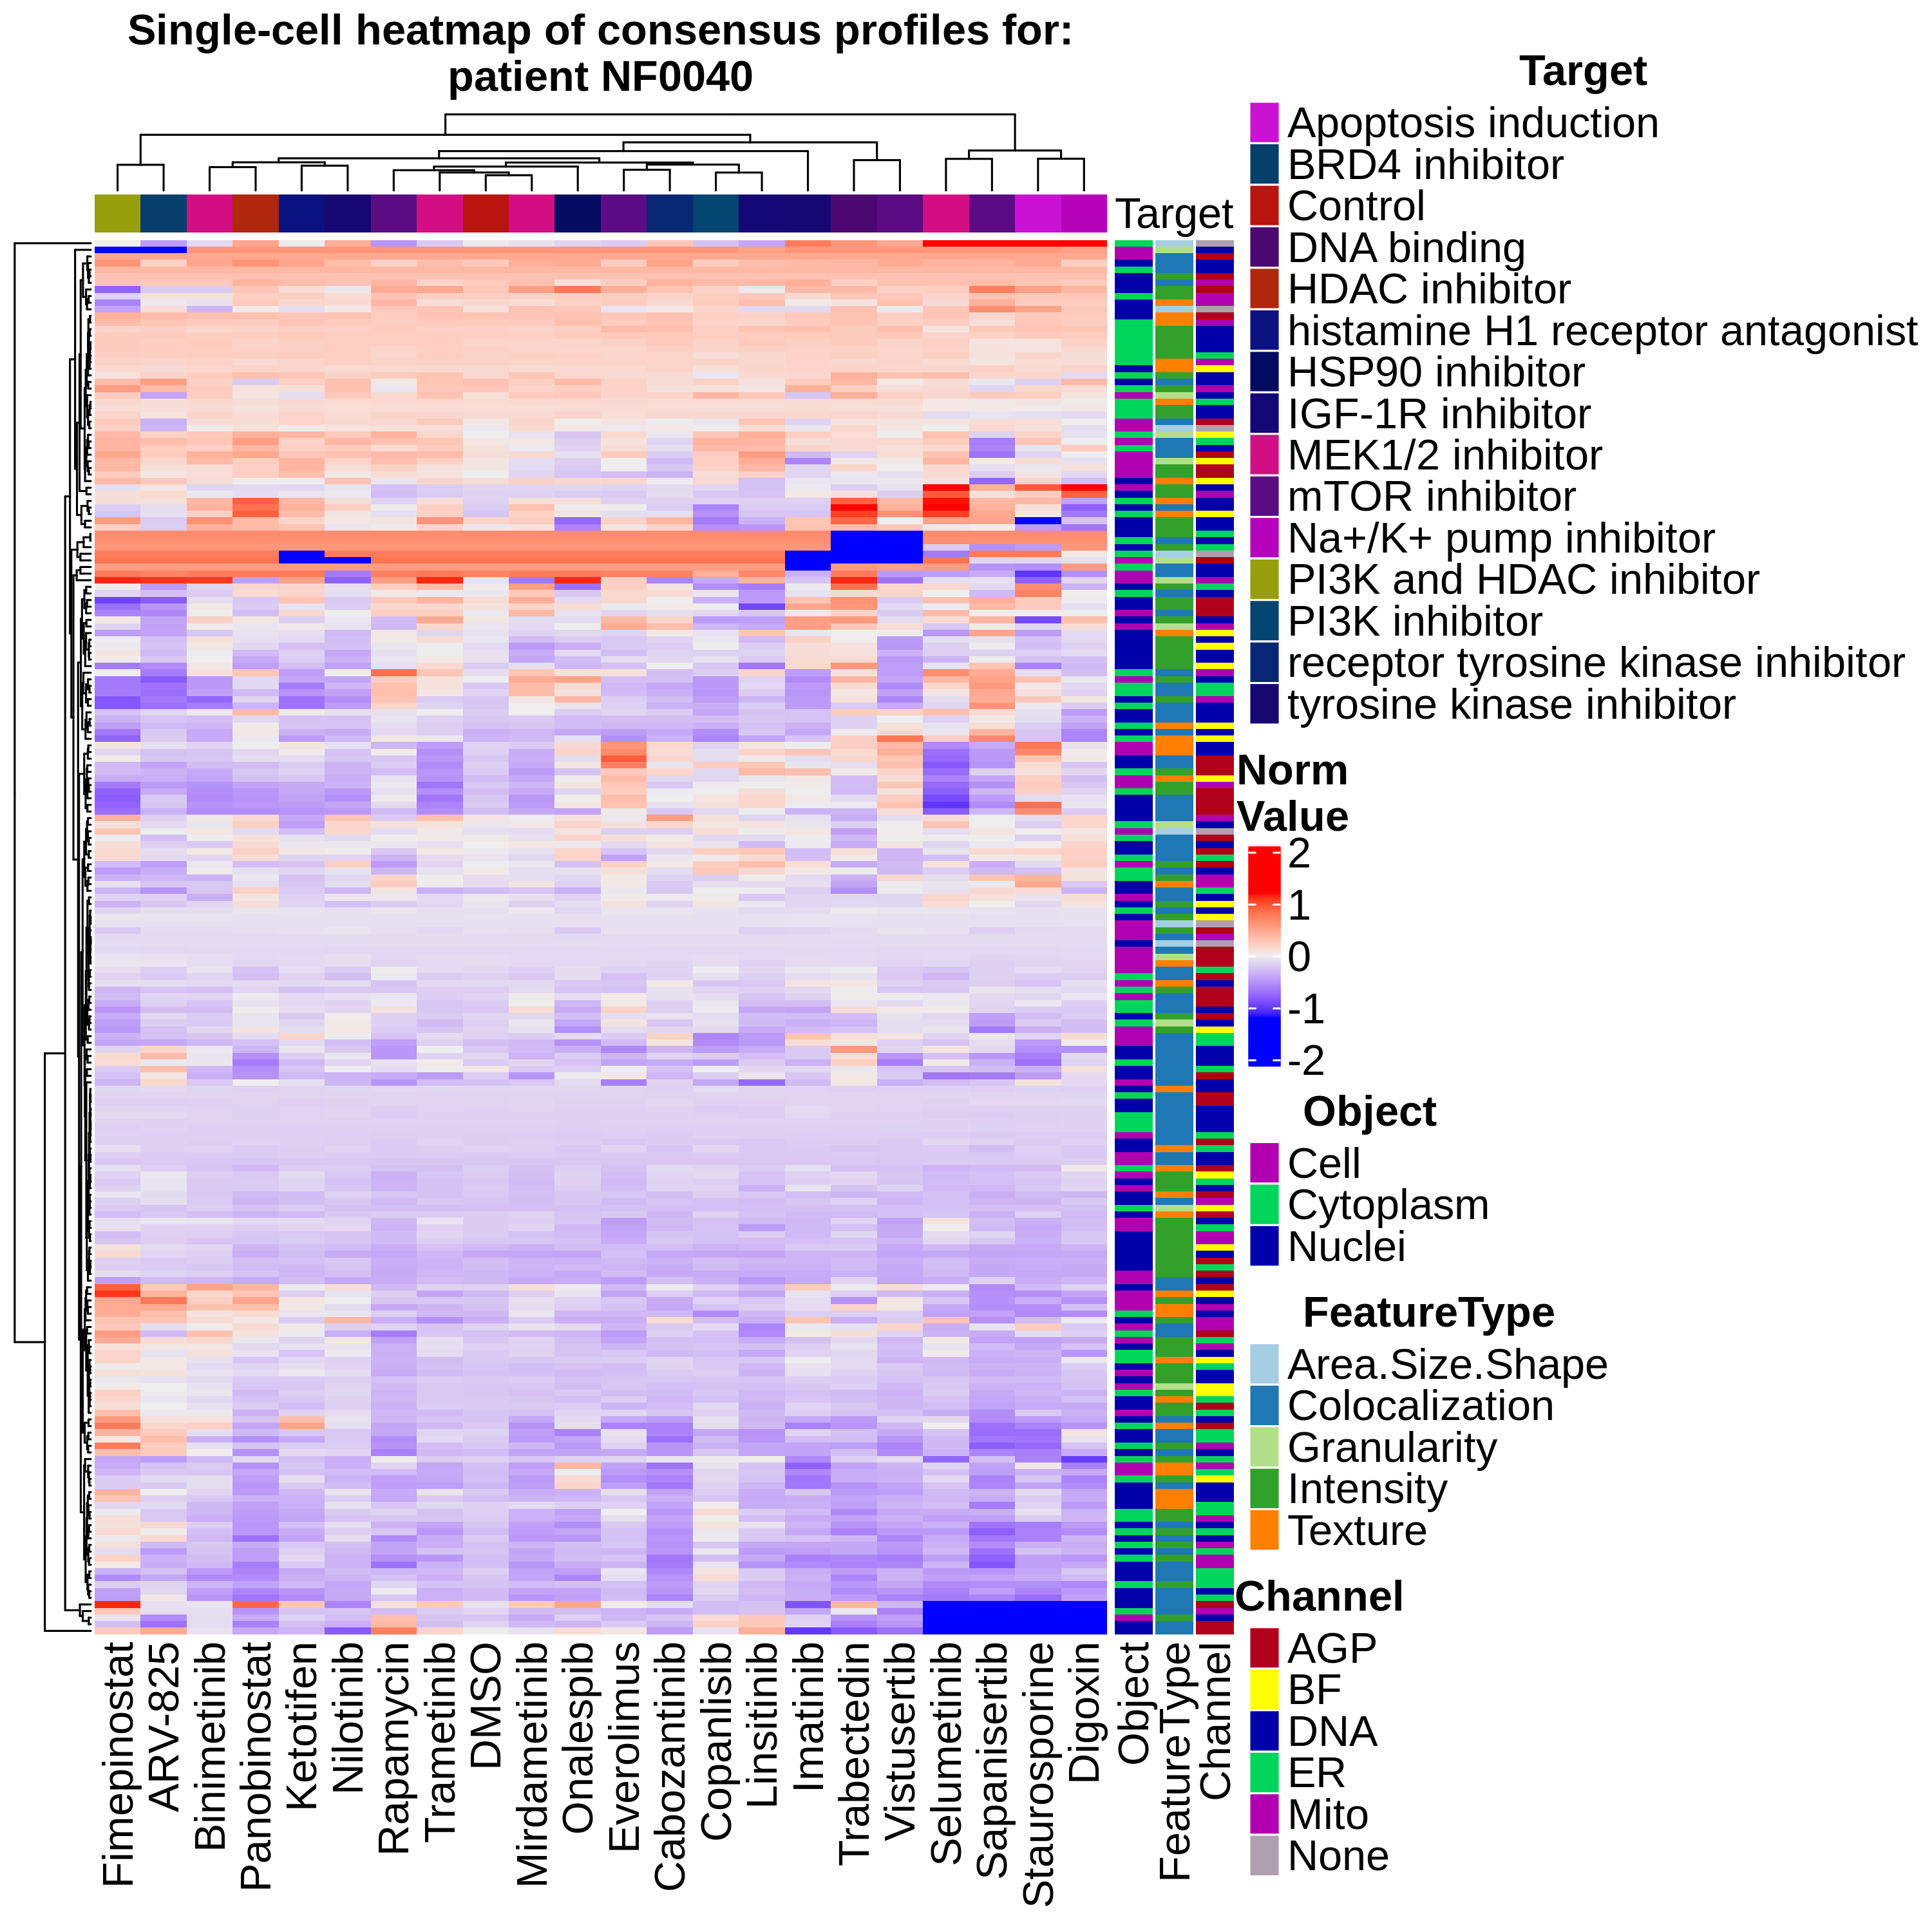 Single-cell heatmap of consensus profiles for:
patient NF0040
Target
Target
Apoptosis induction
BRD4 inhibitor
Control
DNA binding
HDAC inhibitor
histamine H1 receptor antagonist
HSP90 inhibitor
IGF-1R inhibitor
MEK1/2 inhibitor
mTOR inhibitor
Na+/K+ pump inhibitor
PI3K and HDAC inhibitor
PI3K inhibitor
receptor tyrosine kinase inhibitor
tyrosine kinase inhibitor
Norm
Value
2
1
0
-1
-2
Object
Cell
Cytoplasm
Nuclei
FeatureType
Area.Size.Shape
Colocalization
Granularity
Intensity
Texture
Channel
AGP
BF
DNA
ER
Mito
None
Fimepinostat
ARV-825
Binimetinib
Panobinostat
Ketotifen
Nilotinib
Rapamycin
Trametinib
DMSO
Mirdametinib
Onalespib
Everolimus
Cabozantinib
Copanlisib
Linsitinib
Imatinib
Trabectedin
Vistusertib
Selumetinib
Sapanisertib
Staurosporine
Digoxin
Object
FeatureType
Channel